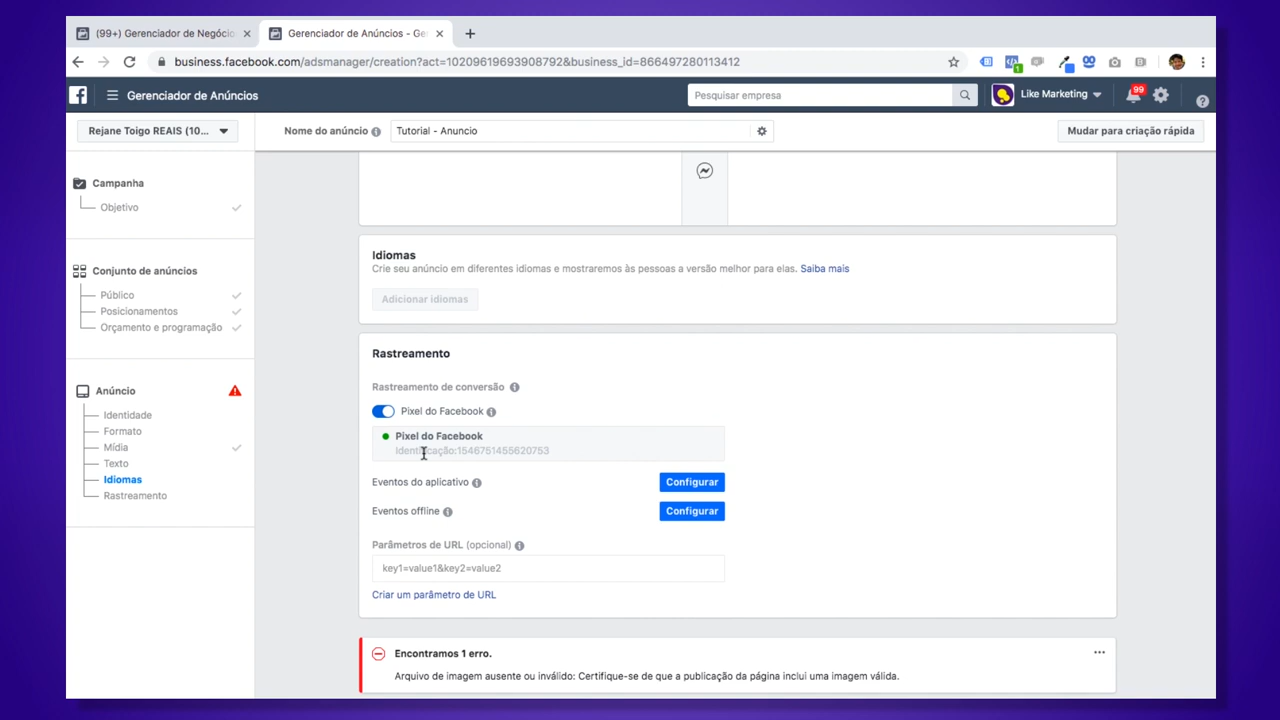 (99+) Gerenciador de Negócio
Gerenciador de Anúncios - Ge
business.facebook.com/adsmanager/creation?act=10209619693908792&business_id=866497280113412
1
Gerenciador de Anúncios
Pesquisar empresa
Like Marketing
99
Rejane Toigo REAIS (10...
Nome do anúncio
Tutorial - Anuncio
Mudar para criação rápida
Campanha
Objetivo
Conjunto de anúncios
Público
Posicionamentos
Orçamento e programação
Anúncio
Identidade
Formato
Mídia
Texto
Idiomas
Rastreamento
Idiomas
Crie seu anúncio em diferentes idiomas e mostraremos às pessoas a versão melhor para elas. Saiba mais
Adicionar idiomas
Rastreamento
Rastreamento de conversão
Pixel do Facebook
Pixel do Facebook
Identificação:1546751455620753
Eventos do aplicativo
Configurar
Eventos offline
Configurar
Parâmetros de URL (opcional)
key1=value1&key2=value2
Criar um parâmetro de URL
Encontramos 1 erro.
Arquivo de imagem ausente ou inválido: Certifique-se de que a publicação da página inclui uma imagem válida.